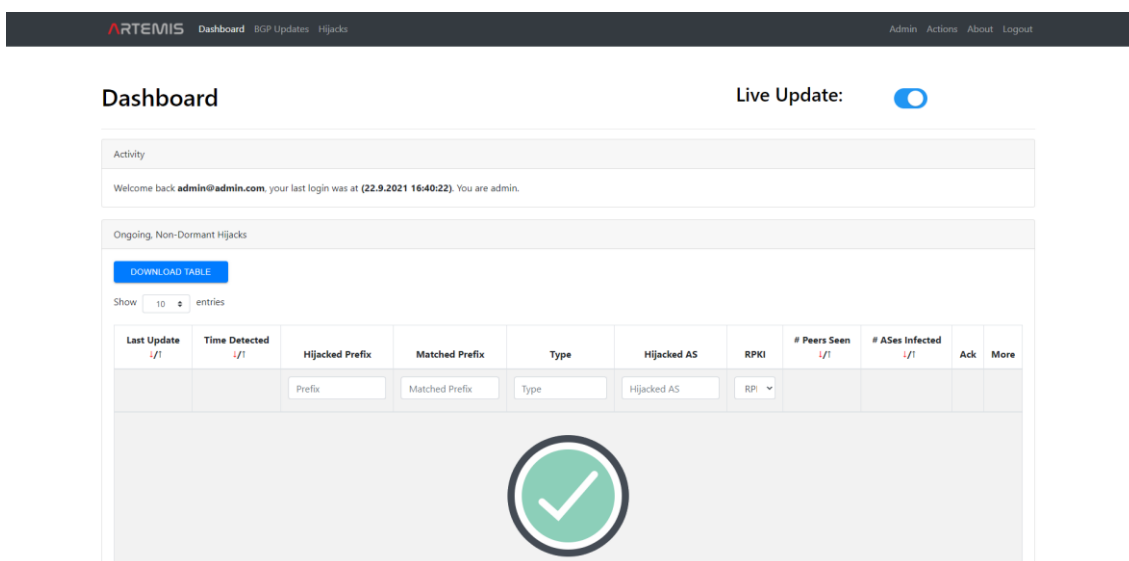 ARTEMIS Dashboard BGP Updates Hijacks Admin Actions About Logout
Dashboard Live Update:
Activity
Welcome back admin@admin.com, your last login was at (22.9.2021 16:40:22). You are admin.
Ongoing, Non-Dormant Hijacks
DOWNLOAD TABLE
Show 10 entries
Last Update ↓/↑ Time Detected ↓/↑ Hijacked Prefix Matched Prefix Type Hijacked AS RPKI # Peers Seen ↓/↑ # ASes Infected ↓/↑ Ack More
Prefix Matched Prefix Type Hijacked AS RPI